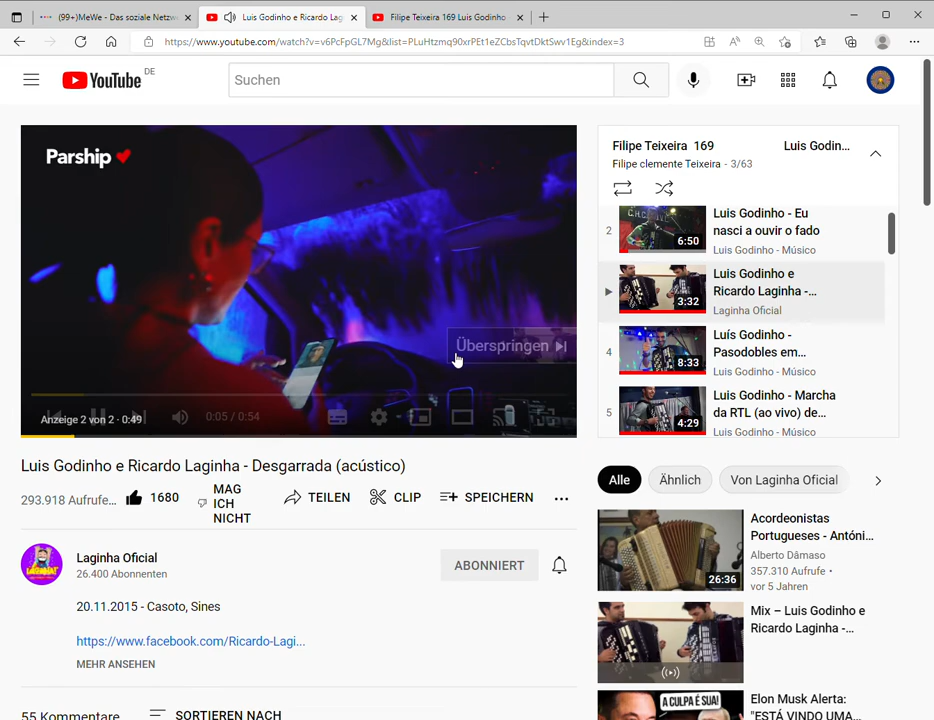 (99+)MeWe - Das soziale Netzw
Luis Godinho e Ricardo Lag
Filipe Teixeira 169 Luis Godinho
https://www.youtube.com/watch?v=v6PcFpGL7Mg&list=PLuHtzmq90xrPEt1eZCbsTqvtDktSwv1Eg&index=3
YouTube DE
Suchen
Parship
Überspringen
0:05 / 0:54
Anzeige 2 von 2 · 0:49
Filipe Teixeira 169 Luis Godin...
Filipe clemente Teixeira - 3/63
2
6:50
Luis Godinho - Eu
nasci a ouvir o fado
Luis Godinho - Músico
3:32
Luis Godinho e
Ricardo Laginha -...
Laginha Oficial
4
8:33
Luís Godinho -
Pasodobles em...
Luis Godinho - Músico
5
4:29
Luis Godinho - Marcha
da RTL (ao vivo) de...
Luis Godinho - Músico
Luis Godinho e Ricardo Laginha - Desgarrada (acústico)
293.918 Aufrufe...
1680
MAG
ICH
NICHT
TEILEN
CLIP
SPEICHERN
Laginha Oficial
26.400 Abonnenten
ABONNIERT
20.11.2015 - Casoto, Sines
https://www.facebook.com/Ricardo-Lagi...
MEHR ANSEHEN
55 Kommentare
SORTIEREN NACH
Alle
Ähnlich
Von Laginha Oficial
26:36
Acordeonistas
Portugueses - Antóni...
Alberto Dâmaso
357.310 Aufrufe •
vor 5 Jahren
Mix – Luis Godinho e
Ricardo Laginha -...
A CULPA É SUA!
Elon Musk Alerta:
"ESTÁ VINDO UMA